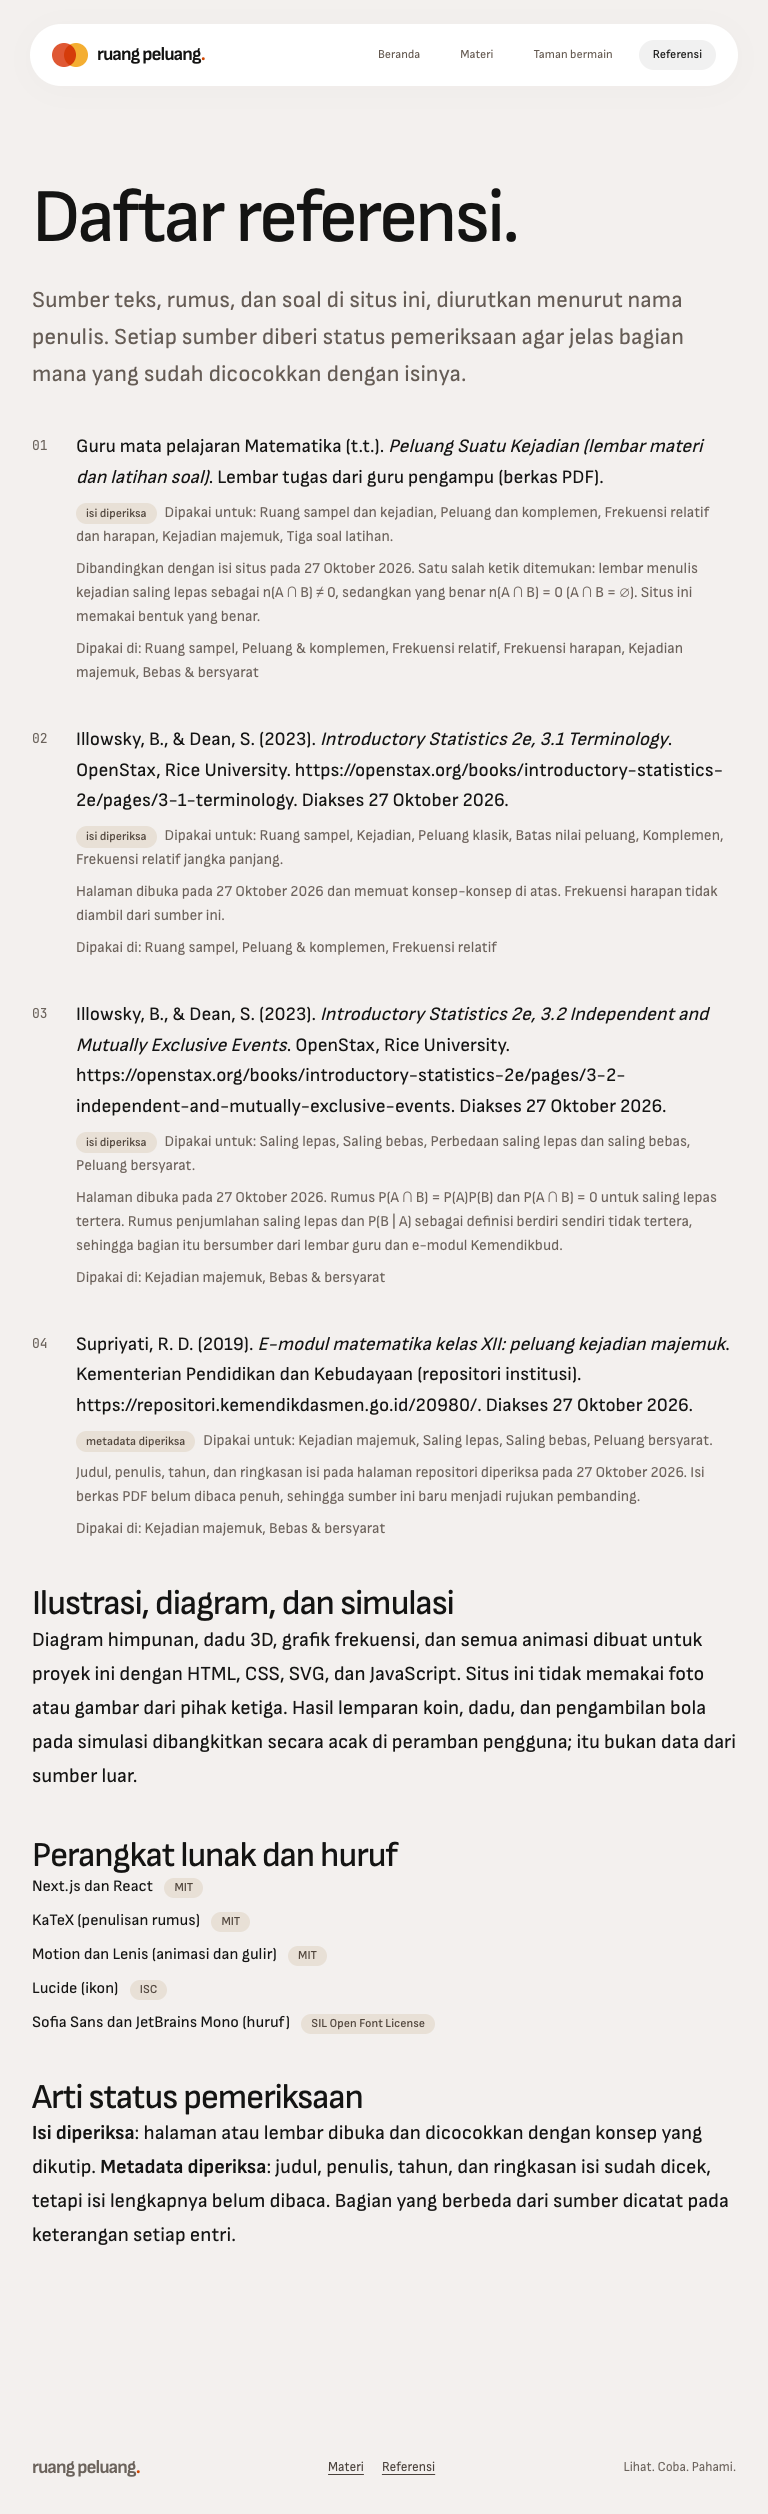 ruang peluang.
Beranda Materi Taman bermain Referensi
Daftar referensi.
Sumber teks, rumus, dan soal di situs ini, diurutkan menurut nama
penulis. Setiap sumber diberi status pemeriksaan agar jelas bagian
mana yang sudah dicocokkan dengan isinya.
01 Guru mata pelajaran Matematika (t.t.). Peluang Suatu Kejadian (lembar materi
dan latihan soal). Lembar tugas dari guru pengampu (berkas PDF).
isi diperiksa Dipakai untuk: Ruang sampel dan kejadian, Peluang dan komplemen, Frekuensi relatif
dan harapan, Kejadian majemuk, Tiga soal latihan.
Dibandingkan dengan isi situs pada 27 Oktober 2026. Satu salah ketik ditemukan: lembar menulis
kejadian saling lepas sebagai n(A ∩ B) ≠ 0, sedangkan yang benar n(A ∩ B) = 0 (A ∩ B = ∅). Situs ini
memakai bentuk yang benar.
Dipakai di: Ruang sampel, Peluang & komplemen, Frekuensi relatif, Frekuensi harapan, Kejadian
majemuk, Bebas & bersyarat
02 Illowsky, B., & Dean, S. (2023). Introductory Statistics 2e, 3.1 Terminology.
OpenStax, Rice University. https://openstax.org/books/introductory-statistics-
2e/pages/3-1-terminology. Diakses 27 Oktober 2026.
isi diperiksa Dipakai untuk: Ruang sampel, Kejadian, Peluang klasik, Batas nilai peluang, Komplemen,
Frekuensi relatif jangka panjang.
Halaman dibuka pada 27 Oktober 2026 dan memuat konsep-konsep di atas. Frekuensi harapan tidak
diambil dari sumber ini.
Dipakai di: Ruang sampel, Peluang & komplemen, Frekuensi relatif
03 Illowsky, B., & Dean, S. (2023). Introductory Statistics 2e, 3.2 Independent and
Mutually Exclusive Events. OpenStax, Rice University.
https://openstax.org/books/introductory-statistics-2e/pages/3-2-
independent-and-mutually-exclusive-events. Diakses 27 Oktober 2026.
isi diperiksa Dipakai untuk: Saling lepas, Saling bebas, Perbedaan saling lepas dan saling bebas,
Peluang bersyarat.
Halaman dibuka pada 27 Oktober 2026. Rumus P(A ∩ B) = P(A)P(B) dan P(A ∩ B) = 0 untuk saling lepas
tertera. Rumus penjumlahan saling lepas dan P(B | A) sebagai definisi berdiri sendiri tidak tertera,
sehingga bagian itu bersumber dari lembar guru dan e-modul Kemendikbud.
Dipakai di: Kejadian majemuk, Bebas & bersyarat
04 Supriyati, R. D. (2019). E-modul matematika kelas XII: peluang kejadian majemuk.
Kementerian Pendidikan dan Kebudayaan (repositori institusi).
https://repositori.kemendikdasmen.go.id/20980/. Diakses 27 Oktober 2026.
metadata diperiksa Dipakai untuk: Kejadian majemuk, Saling lepas, Saling bebas, Peluang bersyarat.
Judul, penulis, tahun, dan ringkasan isi pada halaman repositori diperiksa pada 27 Oktober 2026. Isi
berkas PDF belum dibaca penuh, sehingga sumber ini baru menjadi rujukan pembanding.
Dipakai di: Kejadian majemuk, Bebas & bersyarat
Ilustrasi, diagram, dan simulasi
Diagram himpunan, dadu 3D, grafik frekuensi, dan semua animasi dibuat untuk
proyek ini dengan HTML, CSS, SVG, dan JavaScript. Situs ini tidak memakai foto
atau gambar dari pihak ketiga. Hasil lemparan koin, dadu, dan pengambilan bola
pada simulasi dibangkitkan secara acak di peramban pengguna; itu bukan data dari
sumber luar.
Perangkat lunak dan huruf
Next.js dan React MIT
KaTeX (penulisan rumus) MIT
Motion dan Lenis (animasi dan gulir) MIT
Lucide (ikon) ISC
Sofia Sans dan JetBrains Mono (huruf) SIL Open Font License
Arti status pemeriksaan
Isi diperiksa: halaman atau lembar dibuka dan dicocokkan dengan konsep yang
dikutip. Metadata diperiksa: judul, penulis, tahun, dan ringkasan isi sudah dicek,
tetapi isi lengkapnya belum dibaca. Bagian yang berbeda dari sumber dicatat pada
keterangan setiap entri.
ruang peluang. Materi Referensi Lihat. Coba. Pahami.